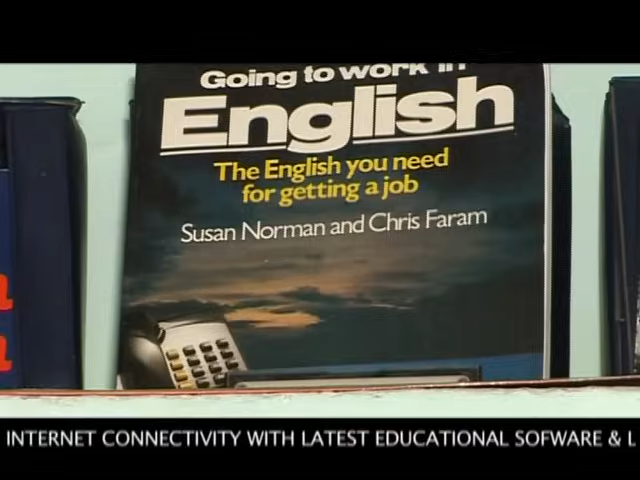 Going to work in
English
The English you need
for getting a job
Susan Norman and Chris Faram
INTERNET CONNECTIVITY WITH LATEST EDUCATIONAL SOFWARE & L